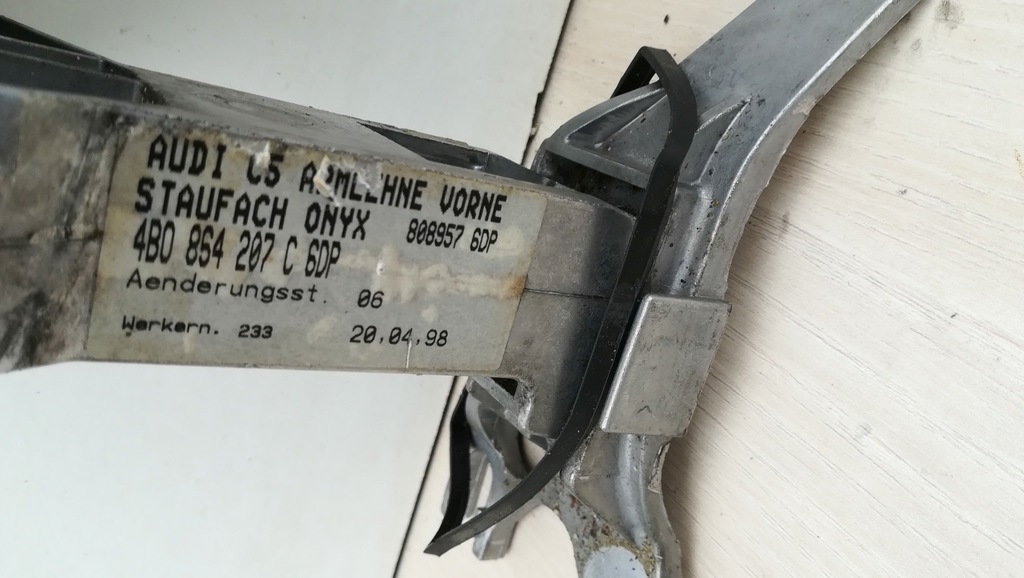 AUDI C5 ARMLEHNE VORNE
STAUFACH ONYX 808957 6DP
4B0 864 207 C 6DP
Aenderungsst. 06
Werkern. 233 20,04,98